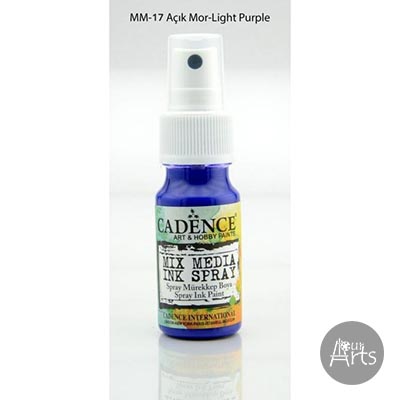 MM-17 Açık Mor-Light Purple
CADENCE
ART & HOBBY PAINTS
MIX MEDIA
INK SPRAY
Spray Mürekkep Boya
Spray Ink Paint
CADENCE INTERNATIONAL
Arts